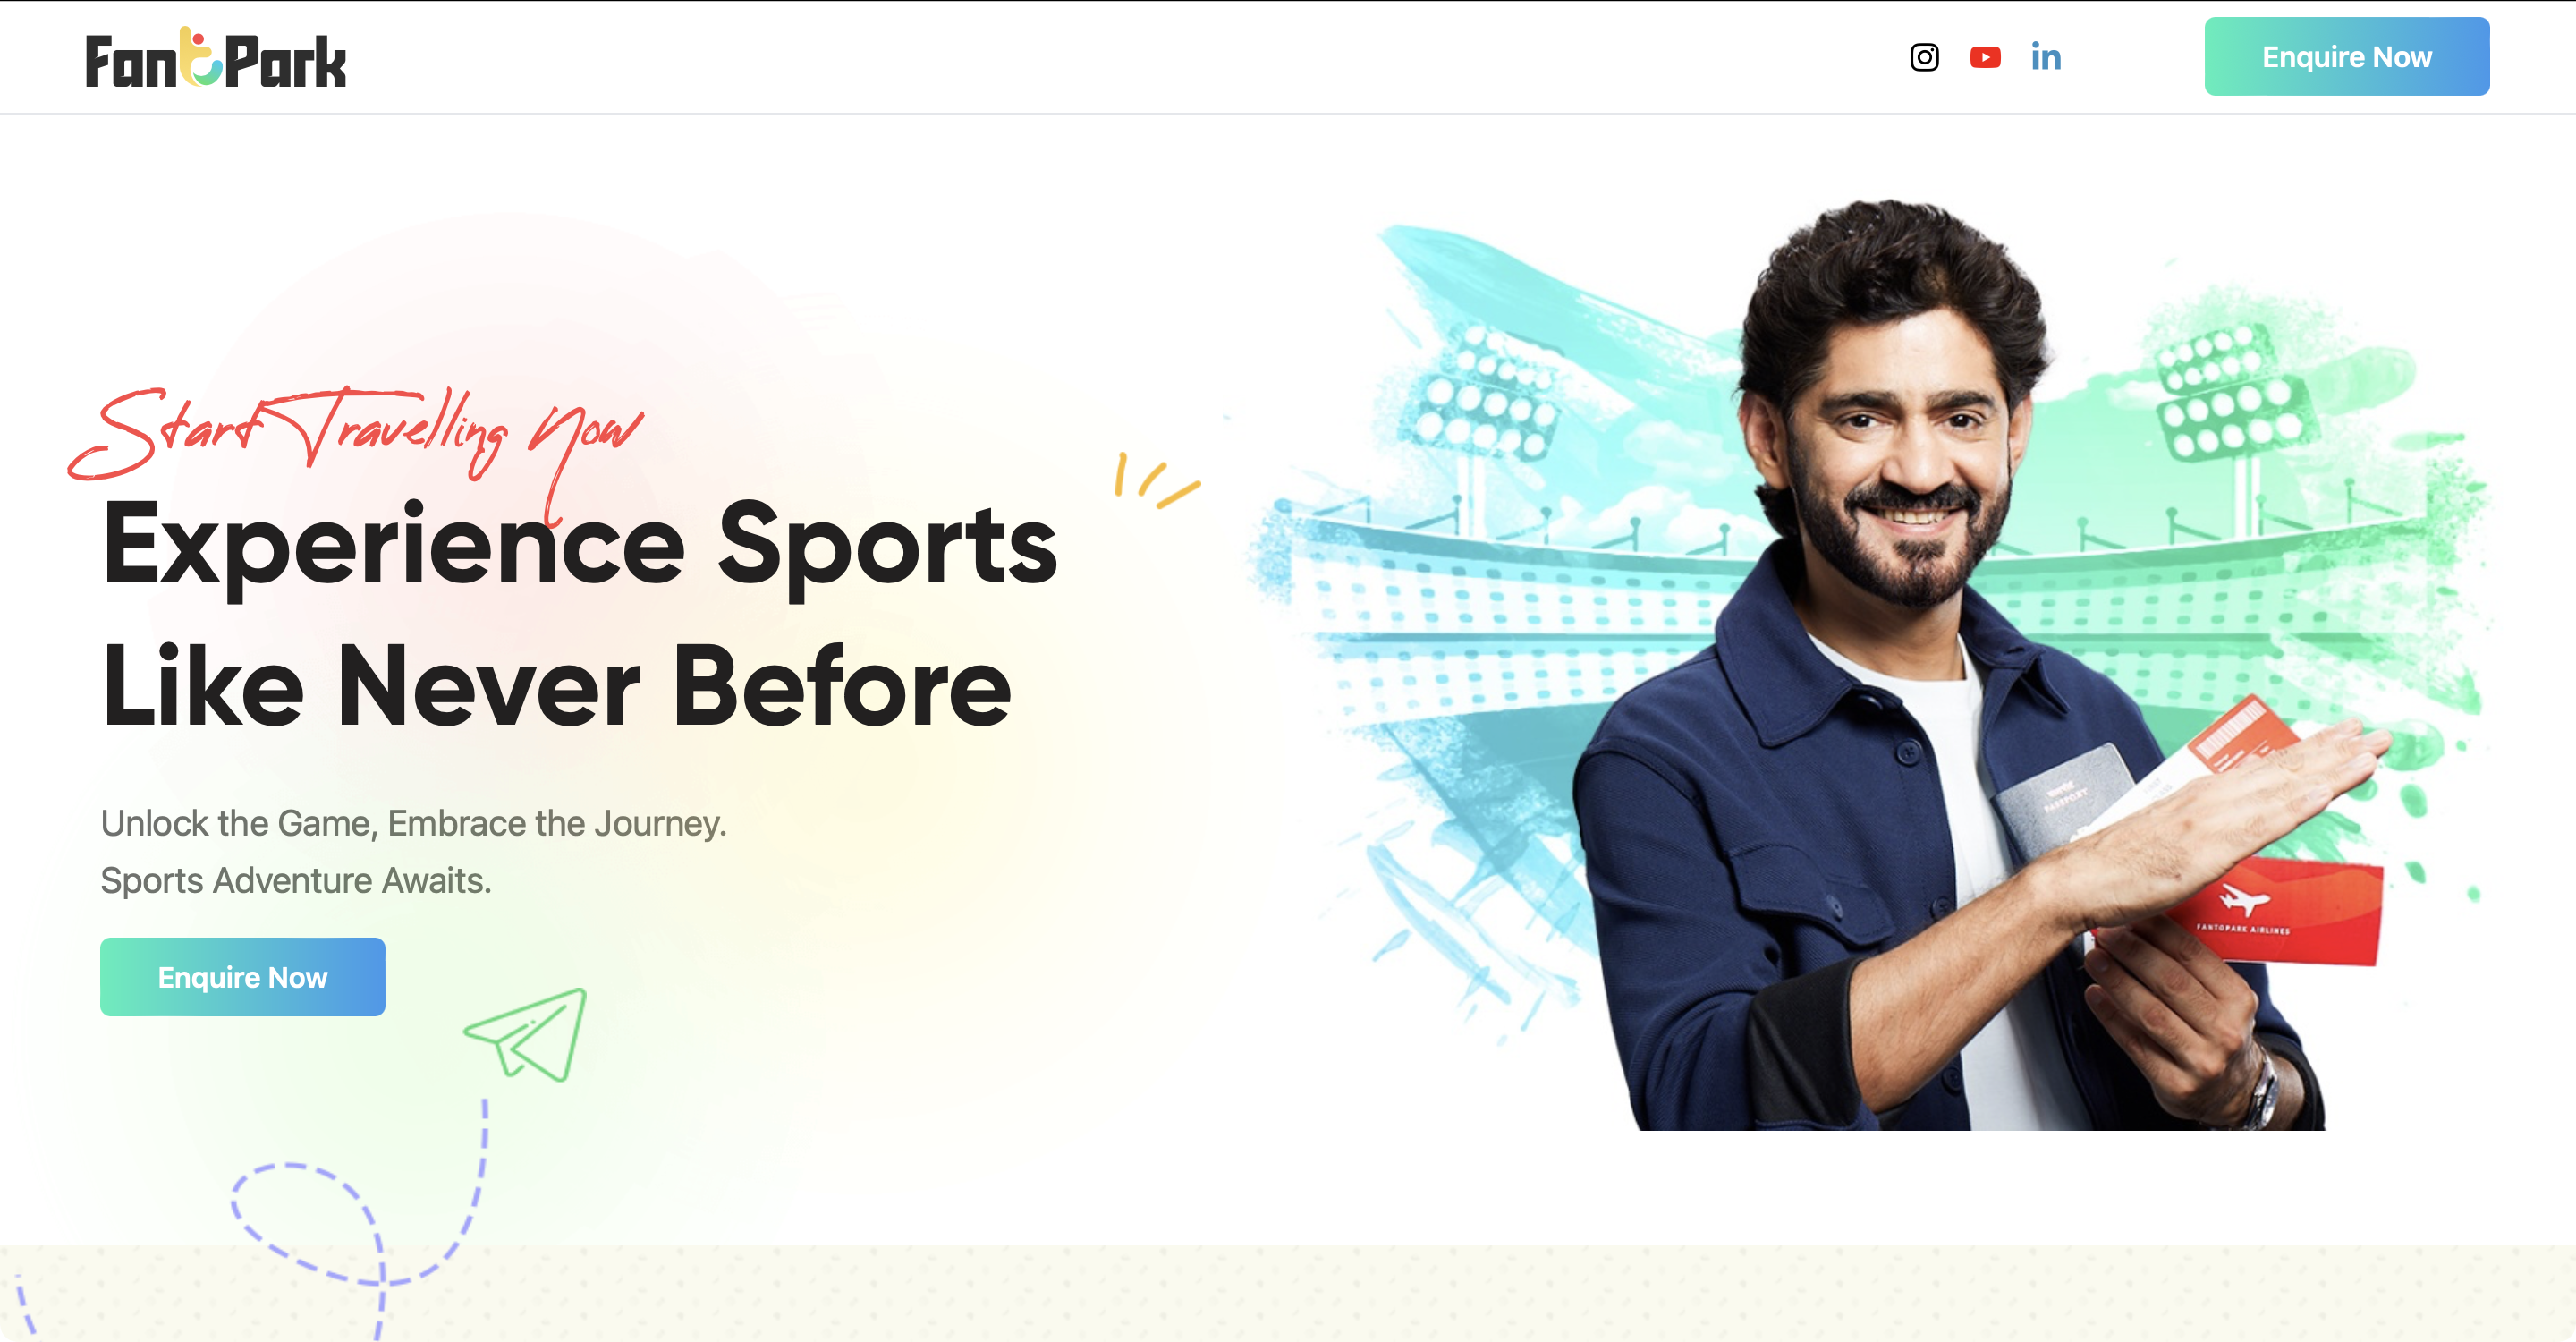 FantPark
Enquire Now
Start Travelling Now
Experience Sports
Like Never Before
Unlock the Game, Embrace the Journey.
Sports Adventure Awaits.
Enquire Now
PASSPORT
FANTOPARK AIRLINES